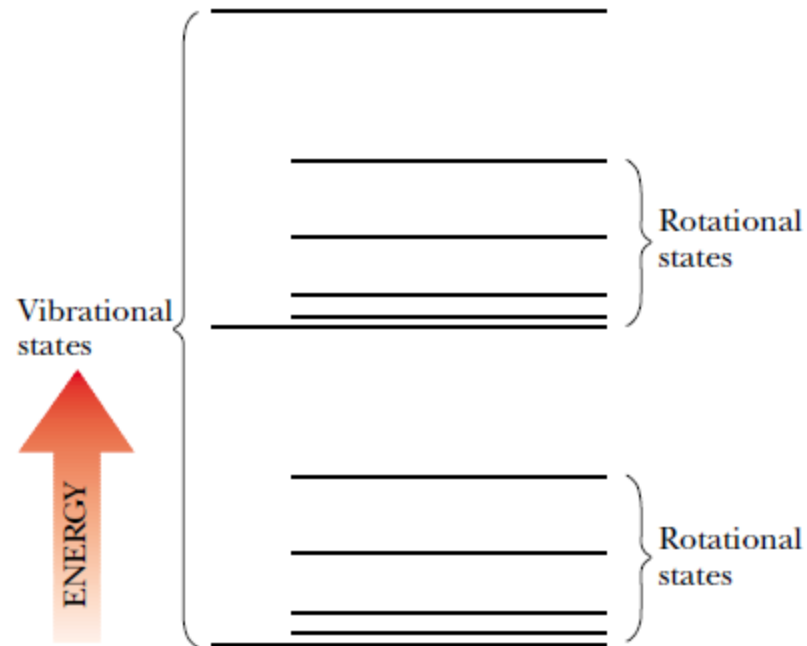 Rotational
states
Vibrational
states
ENERGY
Rotational
states